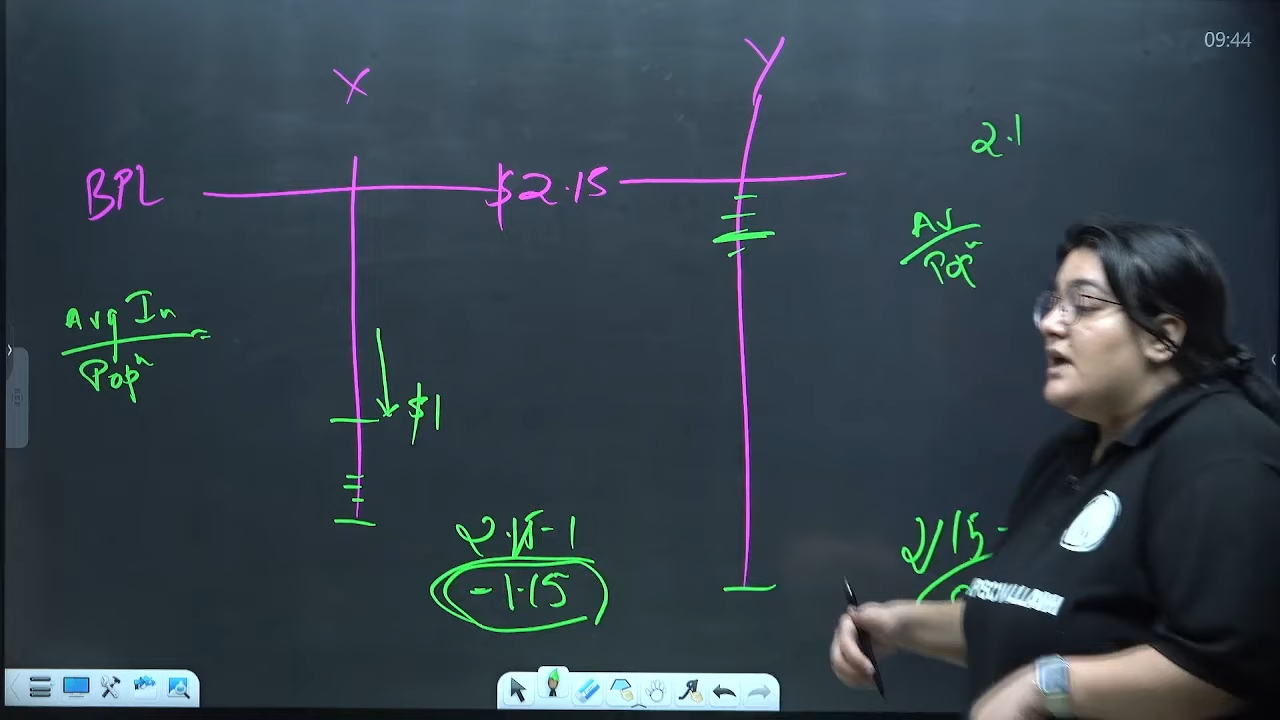 09:44
X
Y
2.1
BPL $2.15
Av
Popⁿ
Avg In
Popⁿ
$1
2.15-1
-1.15
2.15-